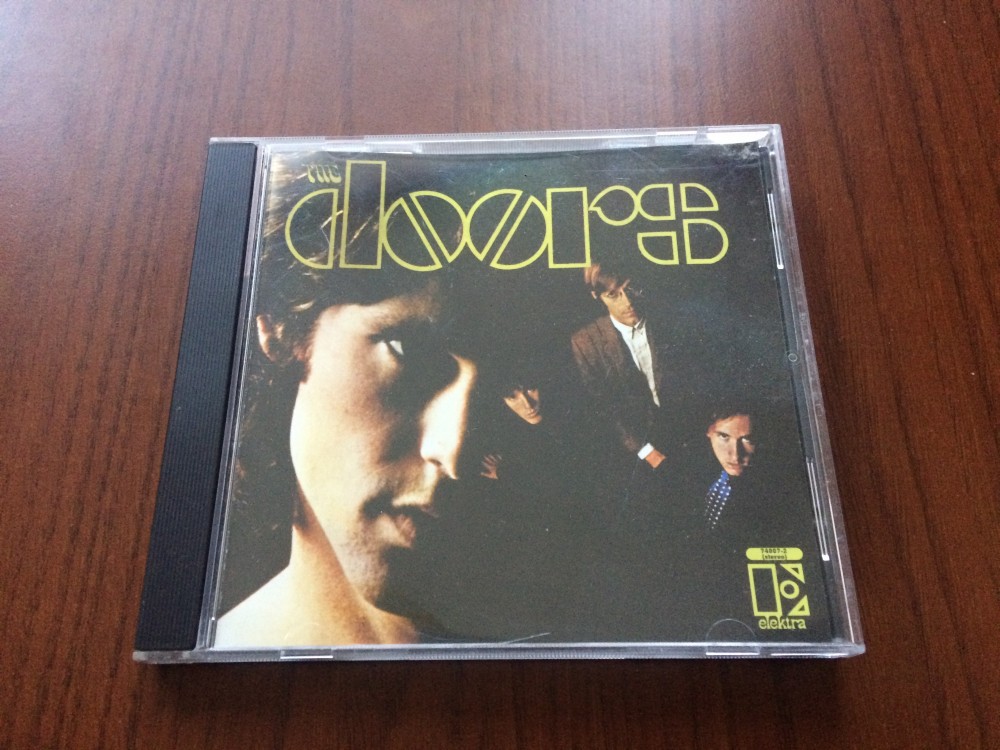 THE
doors
74007-2
(stereo)
elektra